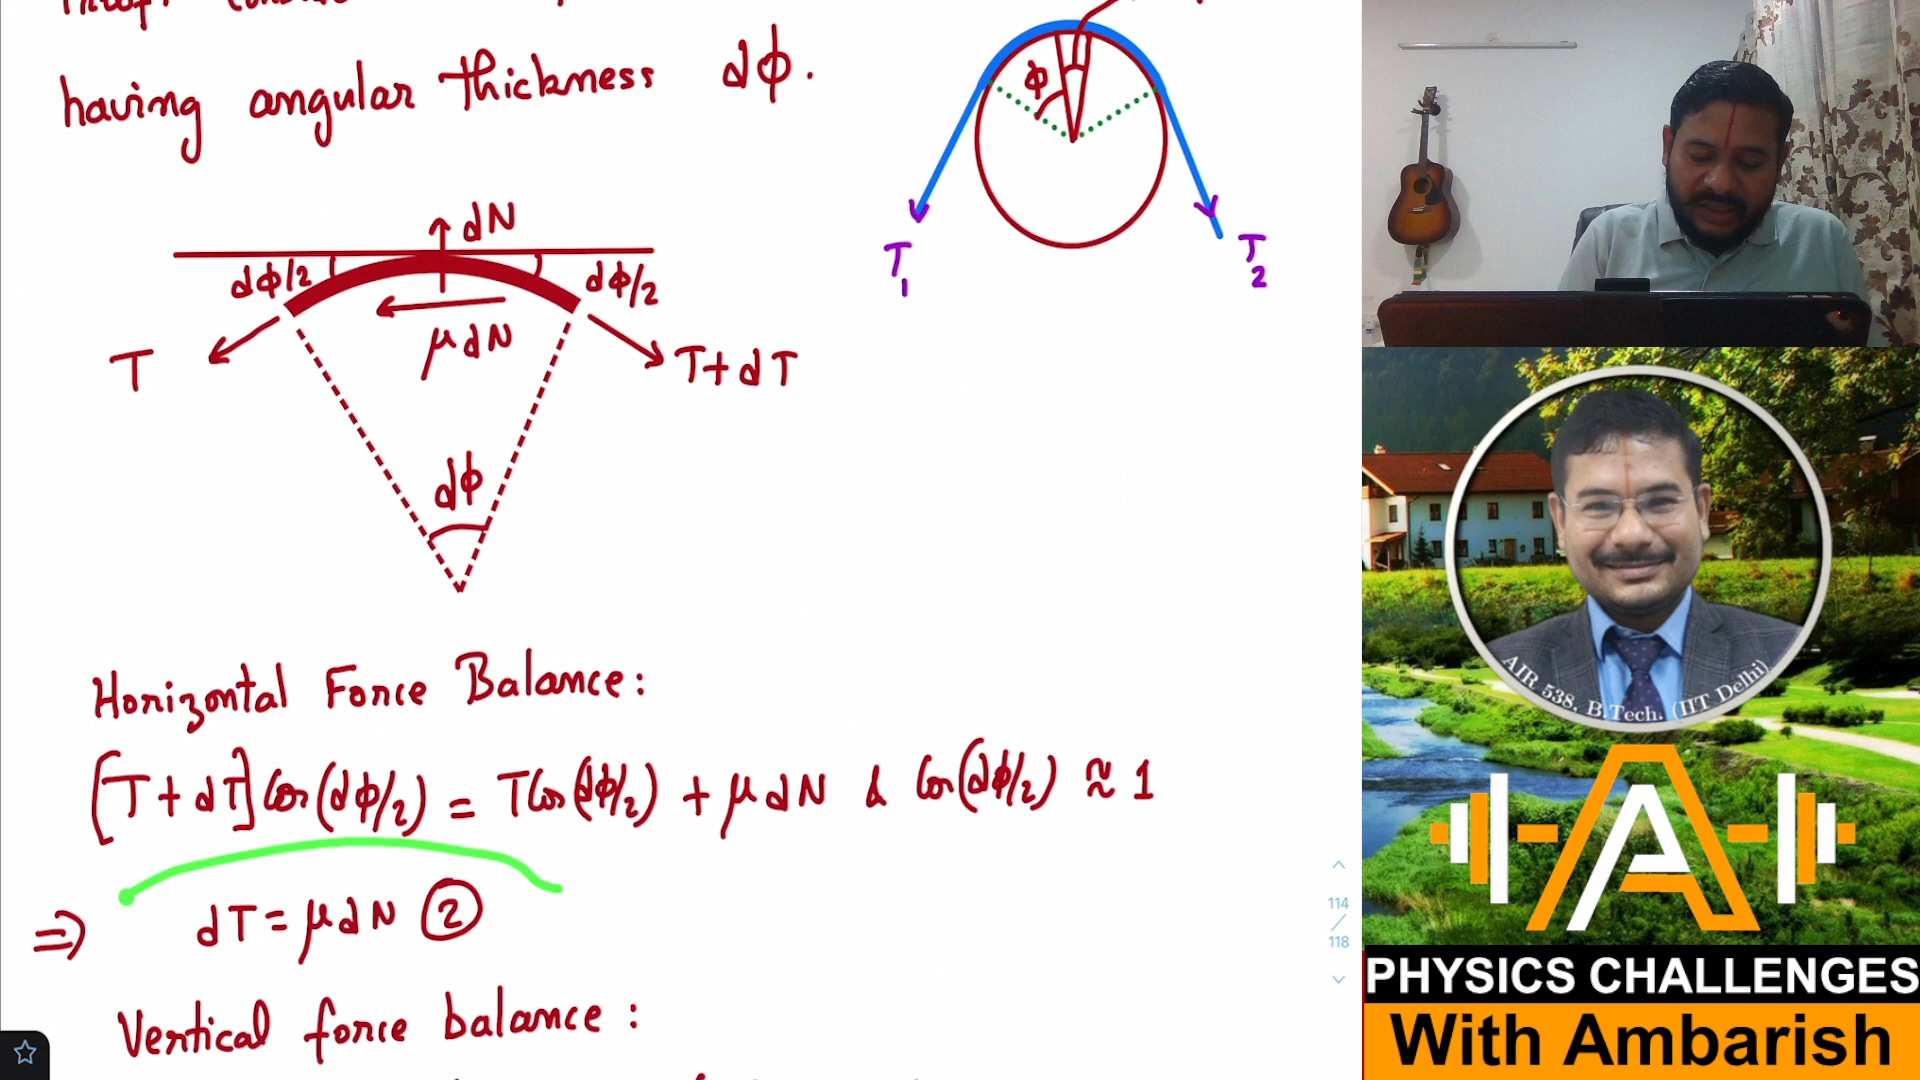 having angular thickness dϕ.
ϕ
T₁
T₂
dN
dϕ/2
dϕ/2
μdN
T
T+dT
dϕ
Horizontal Force Balance:
[T+dT]Cos(dϕ/2) = TCos(dϕ/2) + μdN & Cos(dϕ/2) ≈ 1
⇒ dT = μdN ②
Vertical force balance:
114
/
118
AIR 538, B.Tech. (IIT Delhi)
A
PHYSICS CHALLENGES
With Ambarish